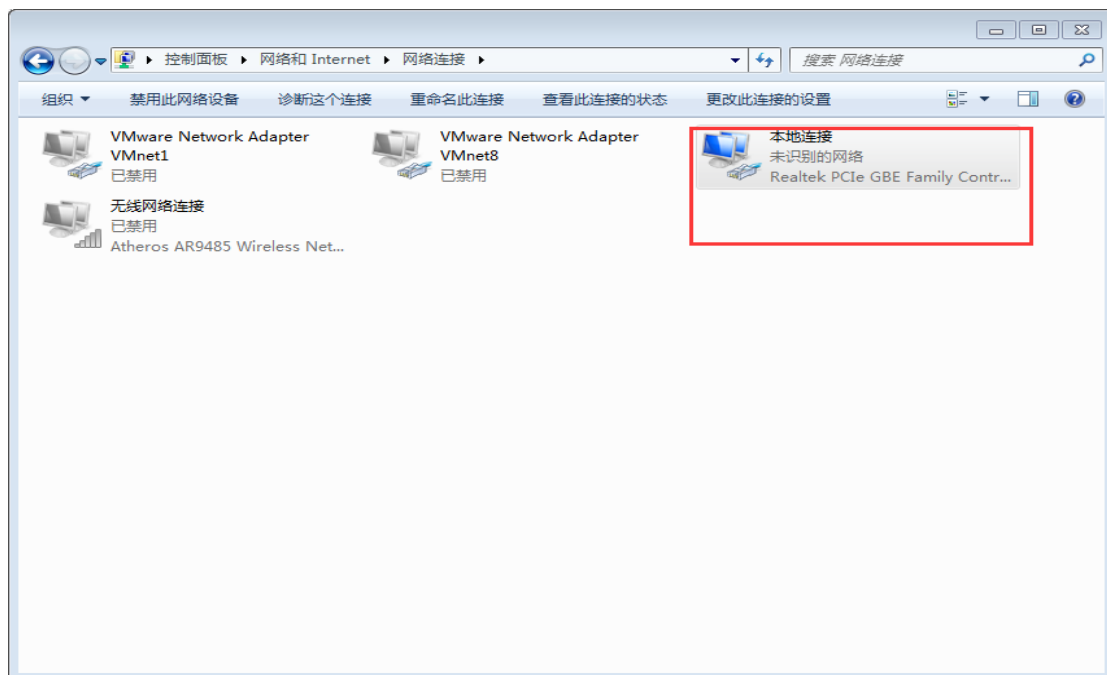 控制面板 网络和 Internet 网络连接
搜索 网络连接
组织 禁用此网络设备 诊断这个连接 重命名此连接 查看此连接的状态 更改此连接的设置
VMware Network Adapter
VMnet1
已禁用
VMware Network Adapter
VMnet8
已禁用
本地连接
未识别的网络
Realtek PCIe GBE Family Contr...
无线网络连接
已禁用
Atheros AR9485 Wireless Net...